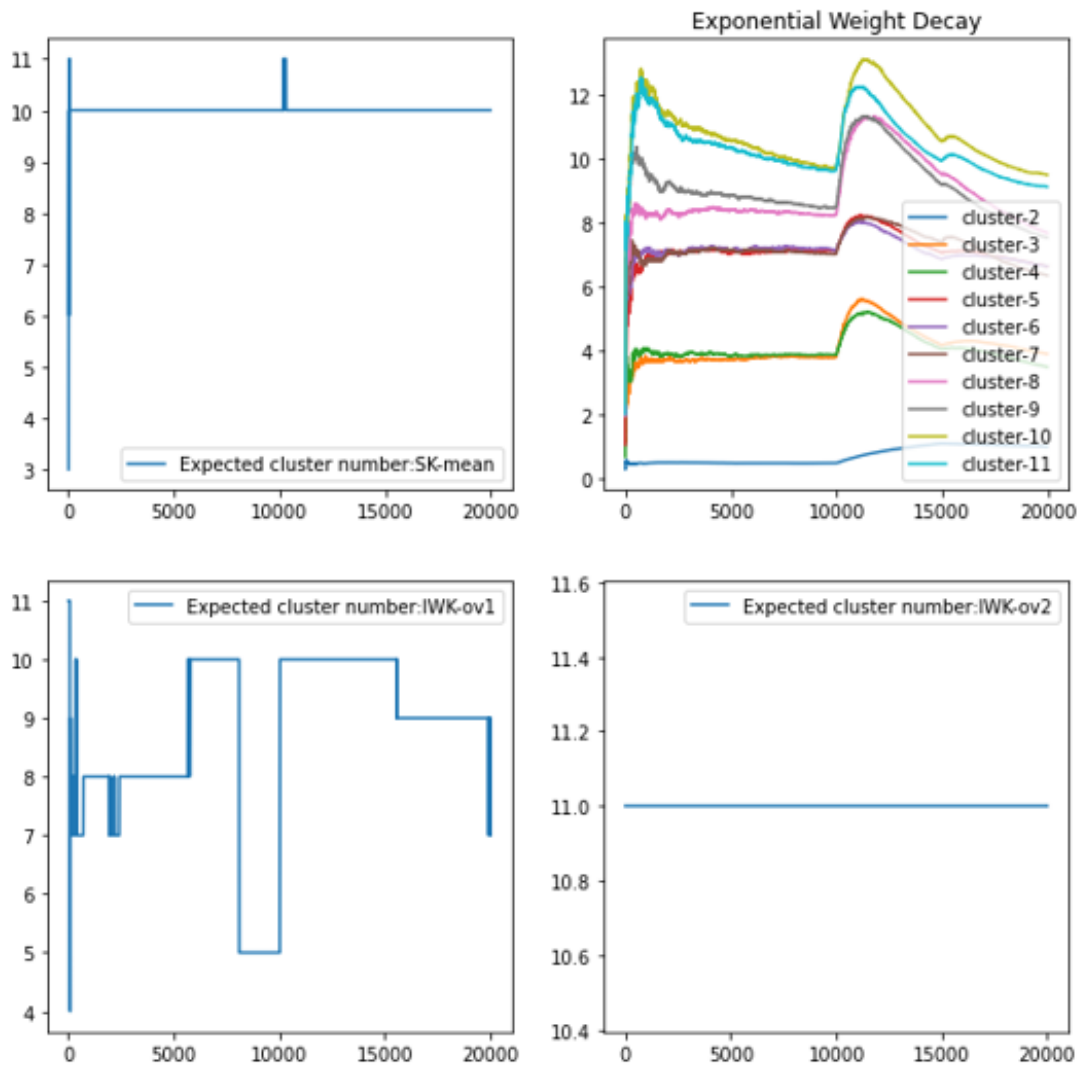 Exponential Weight Decay
11
10
9
8
7
6
5
4
3
Expected cluster number:SK-mean
0 5000 10000 15000 20000
12
10
8
6
4
2
0
cluster-2
cluster-3
cluster-4
cluster-5
cluster-6
cluster-7
cluster-8
cluster-9
cluster-10
cluster-11
0 5000 10000 15000 20000
11
10
9
8
7
6
5
4
Expected cluster number:IWK-ov1
0 5000 10000 15000 20000
11.6
11.4
11.2
11.0
10.8
10.6
10.4
Expected cluster number:IWK-ov2
0 5000 10000 15000 20000